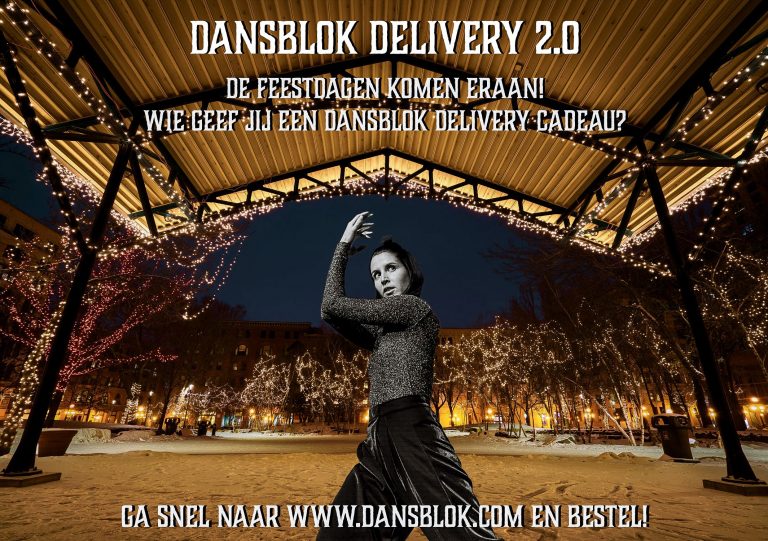 DANSBLOK DELIVERY 2.0
DE FEESTDAGEN KOMEN ERAAN!
WIE GEEF JIJ EEN DANSBLOK DELIVERY CADEAU?
GA SNEL NAAR WWW.DANSBLOK.COM EN BESTEL!